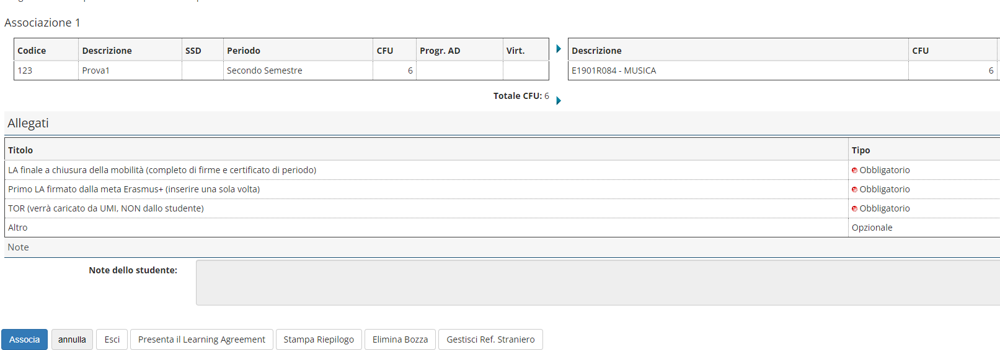 Associazione 1
Codice Descrizione SSD Periodo CFU Progr. AD Virt. Descrizione CFU
123 Prova1 Secondo Semestre 6 E1901R084 - MUSICA 6
Totale CFU: 6
Allegati
Titolo Tipo
LA finale a chiusura della mobilità (completo di firme e certificato di periodo) Obbligatorio
Primo LA firmato dalla meta Erasmus+ (inserire una sola volta) Obbligatorio
TOR (verrà caricato da UMI, NON dallo studente) Obbligatorio
Altro Opzionale
Note
Note dello studente:
Associa annulla Esci Presenta il Learning Agreement Stampa Riepilogo Elimina Bozza Gestisci Ref. Straniero